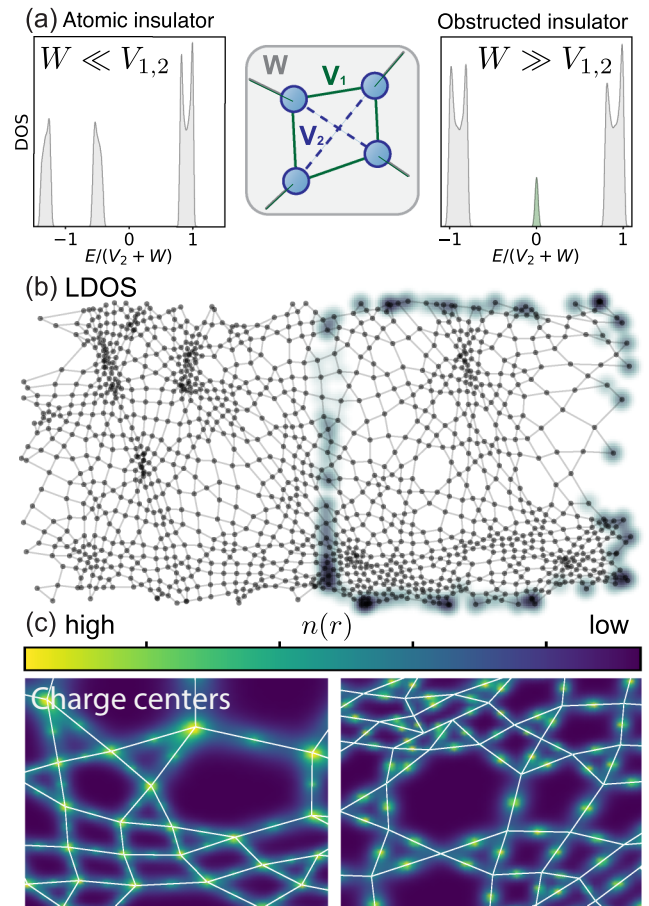 (a) Atomic insulator
Obstructed insulator
W ≪ V₁,₂
W
V₁
V₂
W ≫ V₁,₂
DOS
−1 0 1
E/(V₂ + W)
−1 0 1
E/(V₂ + W)
(b) LDOS
(c) high n(r) low
Charge centers